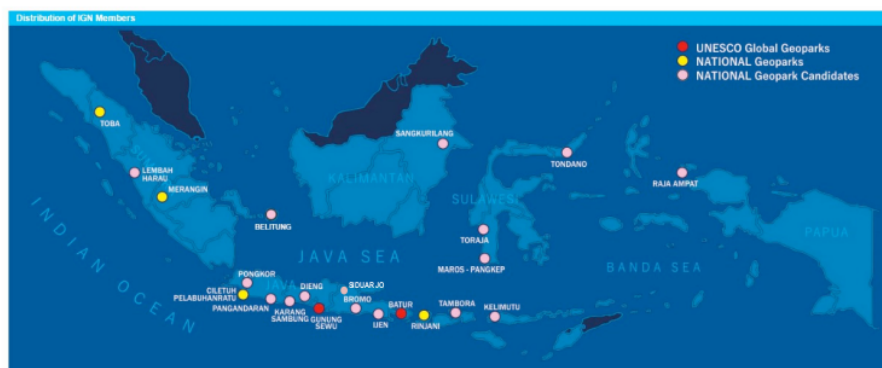 Distribution of IGN Members
UNESCO Global Geoparks
NATIONAL Geoparks
NATIONAL Geopark Candidates
TOBA
LEMBAH
HARAU
MERANGIN
BELITUNG
SANGKURILANG
KALIMANTAN
TONDANO
SULAWESI
RAJA AMPAT
PAPUA
TORAJA
MAROS - PANGKEP
JAVA SEA
BANDA SEA
INDIAN OCEAN
PONGKOR
CILETUH
PELABUHANRATU
PANGANDARAN
JAVA
DIENG
KARANG
SAMBUNG
GUNUNG
SEWU
SIDUARJO
BROMO
IJEN
BATUR
RINJANI
TAMBORA
KELIMUTU